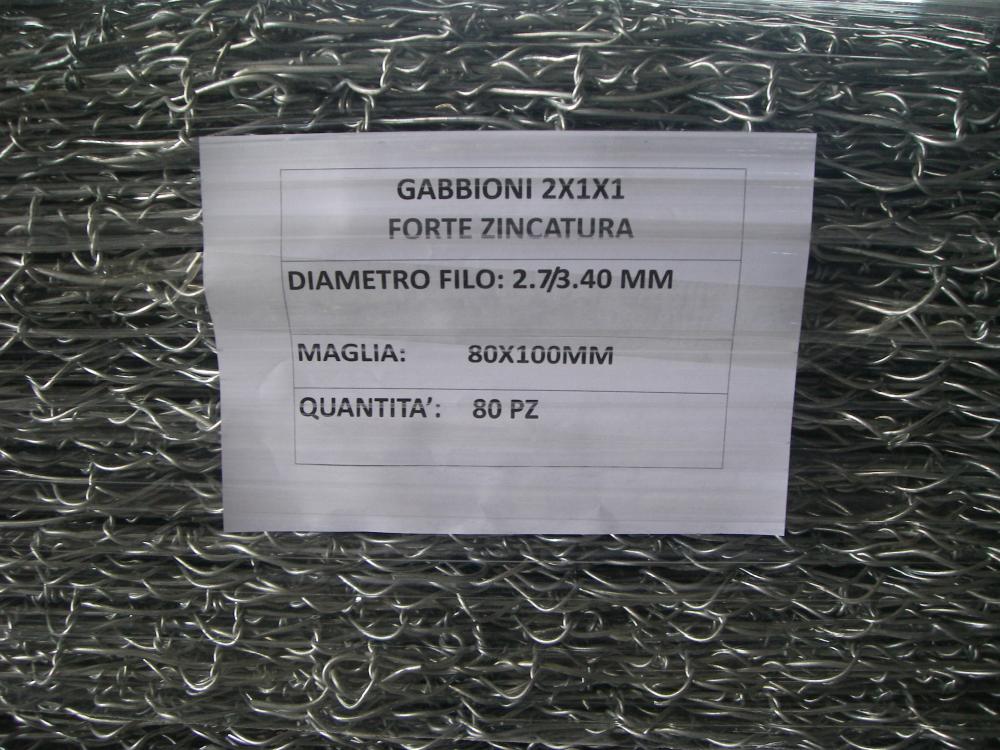 GABBIONI 2X1X1
FORTE ZINCATURA
DIAMETRO FILO: 2.7/3.40 MM
MAGLIA: 80X100MM
QUANTITA’: 80 PZ